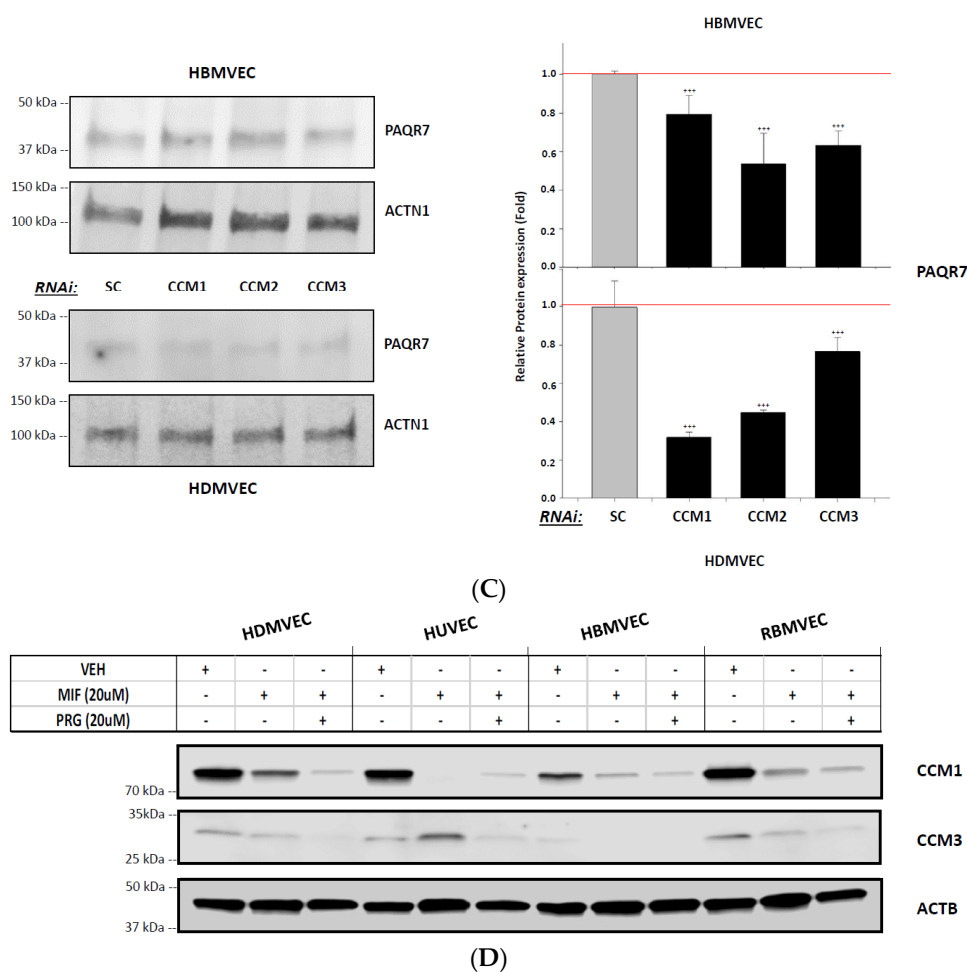 HBMVEC
50 kDa --
37 kDa --
PAQR7
150 kDa --
100 kDa --
ACTN1
RNAi: SC CCM1 CCM2 CCM3
50 kDa --
37 kDa --
PAQR7
150 kDa --
100 kDa --
ACTN1
HDMVEC
HBMVEC
Relative Protein expression (Fold)
1.0
0.8
0.6
0.4
0.2
0.0
+++ +++ +++
1.0
0.8
0.6
0.4
0.2
0.0
+++ +++ +++
PAQR7
RNAi: SC CCM1 CCM2 CCM3
HDMVEC
(C)
HDMVEC HUVEC HBMVEC RBMVEC
VEH + - - + - - + - - + - -
MIF (20uM) - + + - + + - + + - + +
PRG (20uM) - - + - - + - - + - - +
70 kDa --
CCM1
35kDa --
25 kDa --
CCM3
50 kDa --
37 kDa --
ACTB
(D)